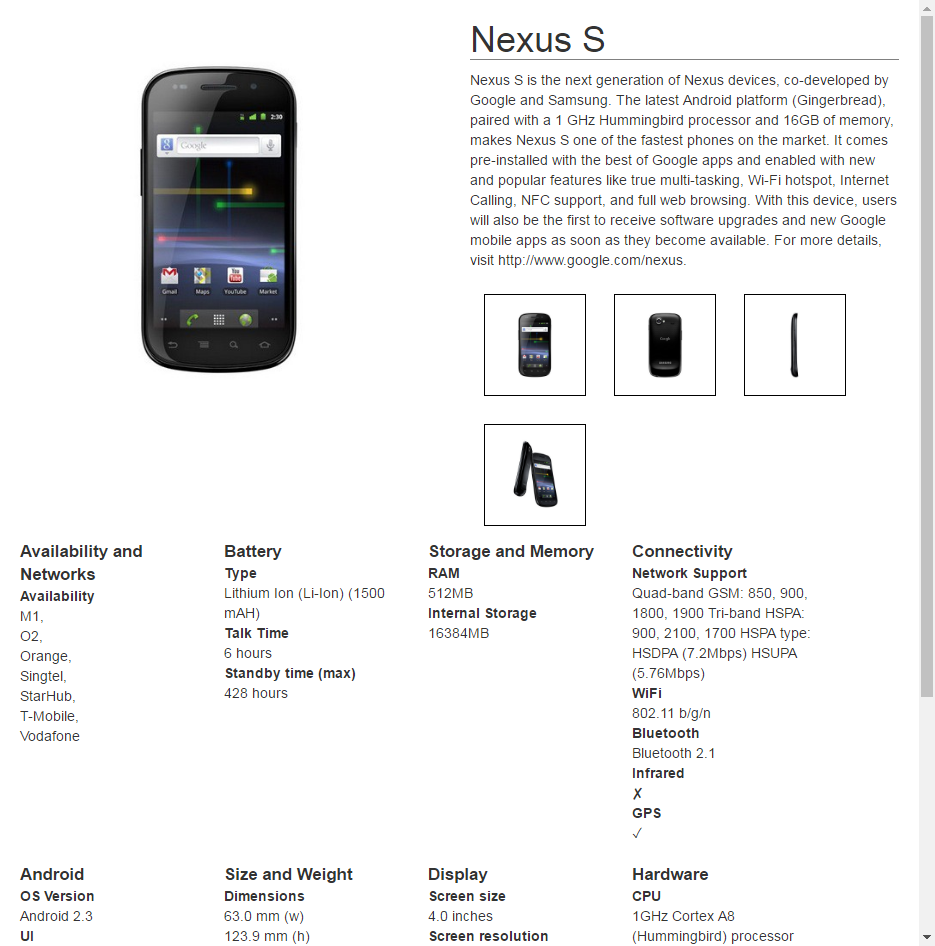 Nexus S
Nexus S is the next generation of Nexus devices, co-developed by
Google and Samsung. The latest Android platform (Gingerbread),
paired with a 1 GHz Hummingbird processor and 16GB of memory,
makes Nexus S one of the fastest phones on the market. It comes
pre-installed with the best of Google apps and enabled with new
and popular features like true multi-tasking, Wi-Fi hotspot, Internet
Calling, NFC support, and full web browsing. With this device, users
will also be the first to receive software upgrades and new Google
mobile apps as soon as they become available. For more details,
visit http://www.google.com/nexus.
2:30
Google
Gmail
Maps
YouTube
Market
Availability and
Networks
Availability
M1,
O2,
Orange,
Singtel,
StarHub,
T-Mobile,
Vodafone
Battery
Type
Lithium Ion (Li-Ion) (1500
mAH)
Talk Time
6 hours
Standby time (max)
428 hours
Storage and Memory
RAM
512MB
Internal Storage
16384MB
Connectivity
Network Support
Quad-band GSM: 850, 900,
1800, 1900 Tri-band HSPA:
900, 2100, 1700 HSPA type:
HSDPA (7.2Mbps) HSUPA
(5.76Mbps)
WiFi
802.11 b/g/n
Bluetooth
Bluetooth 2.1
Infrared
✗
GPS
✓
Android
OS Version
Android 2.3
UI
Size and Weight
Dimensions
63.0 mm (w)
123.9 mm (h)
Display
Screen size
4.0 inches
Screen resolution
Hardware
CPU
1GHz Cortex A8
(Hummingbird) processor